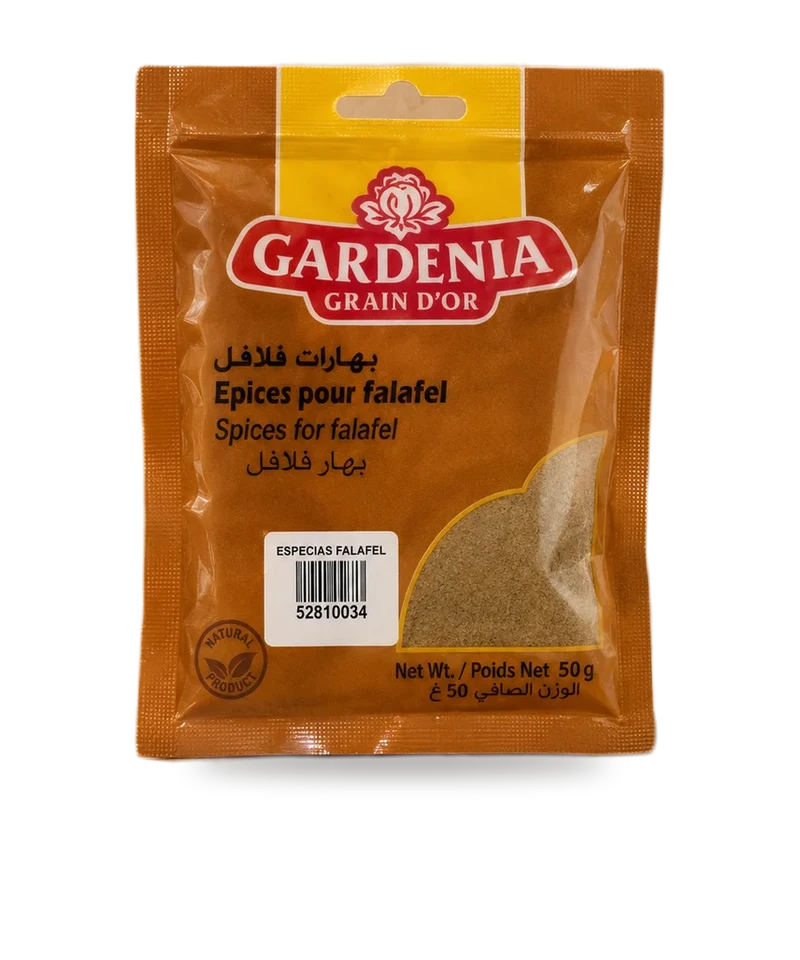 GARDENIA
GRAIN D'OR
بهارات فلافل
Epices pour falafel
Spices for falafel
بهار فلافل
ESPECIAS FALAFEL
52810034
NATURAL
PRODUCT
Net Wt. / Poids Net 50 g
الوزن الصافي 50 غ